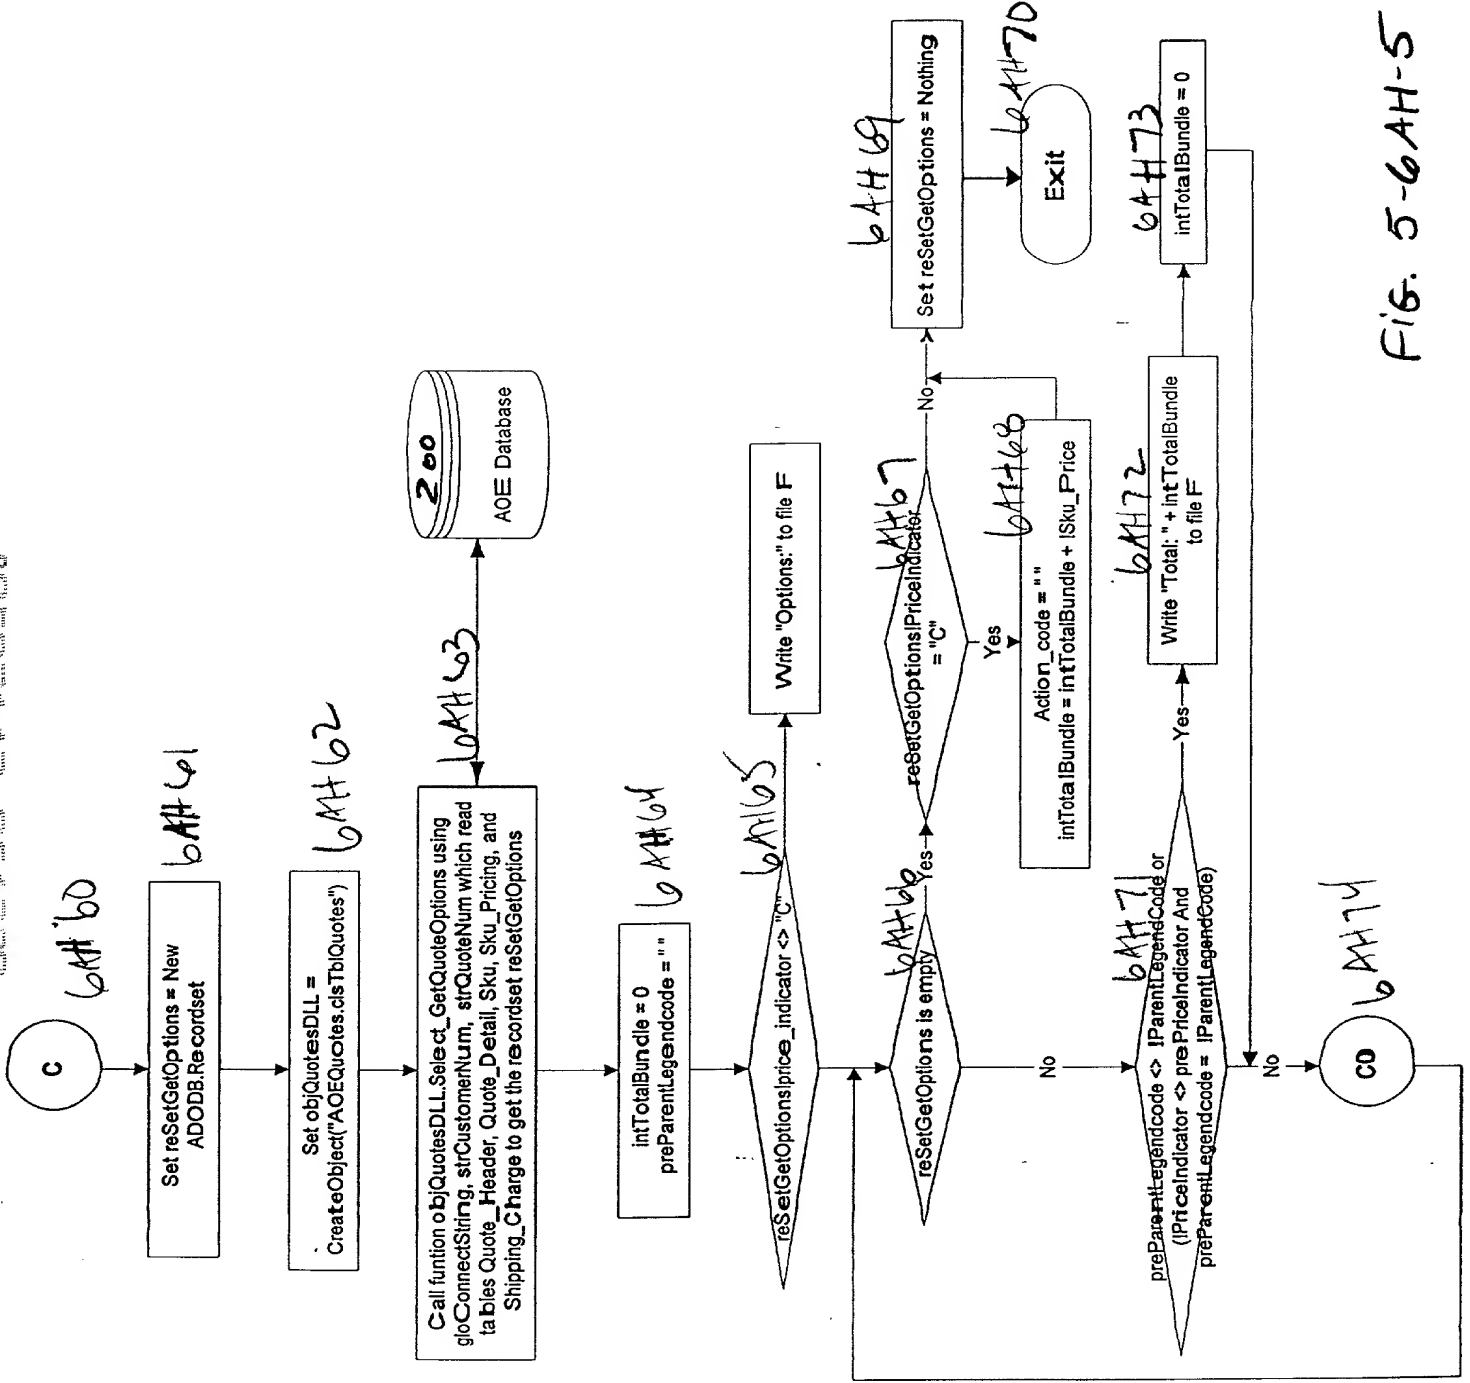 C
6AH60
Set reSetGetOptions = New
ADODB.Recordset
6AH61
Set objQuotesDLL =
CreateObject("AOEQuotes.clsTblQuotes")
6AH62
Call funtion objQuotesDLL.Select_GetQuoteOptions using
gloConnectString, strCustomerNum, strQuoteNum which read
tables Quote_Header, Quote_Detail, Sku, Sku_Pricing, and
Shipping_Charge to get the recordset reSetGetOptions
6AH63
200
AOE Database
intTotalBundle = 0
preParentLegendcode = ""
6AH64
reSetGetOptions!price_indicator <> "C"
6AH65
Write "Options:" to file F
reSetGetOptions is empty
6AH66
Yes
reSetGetOptions!PriceIndicator
= "C"
6AH67
No
Set reSetGetOptions = Nothing
6AH69
Exit
6AH70
Yes
Action_code = ""
intTotalBundle = intTotalBundle + !Sku_Price
6AH68
No
preParentLegendcode <> !ParentLegendCode or
(!PriceIndicator <> prePriceIndicator And
preParentLegendcode = !ParentLegendCode)
6AH71
Yes
Write "Total: " + intTotalBundle
to file F
6AH72
intTotalBundle = 0
6AH73
No
CD
6AH74
FIG. 5-6AH-5